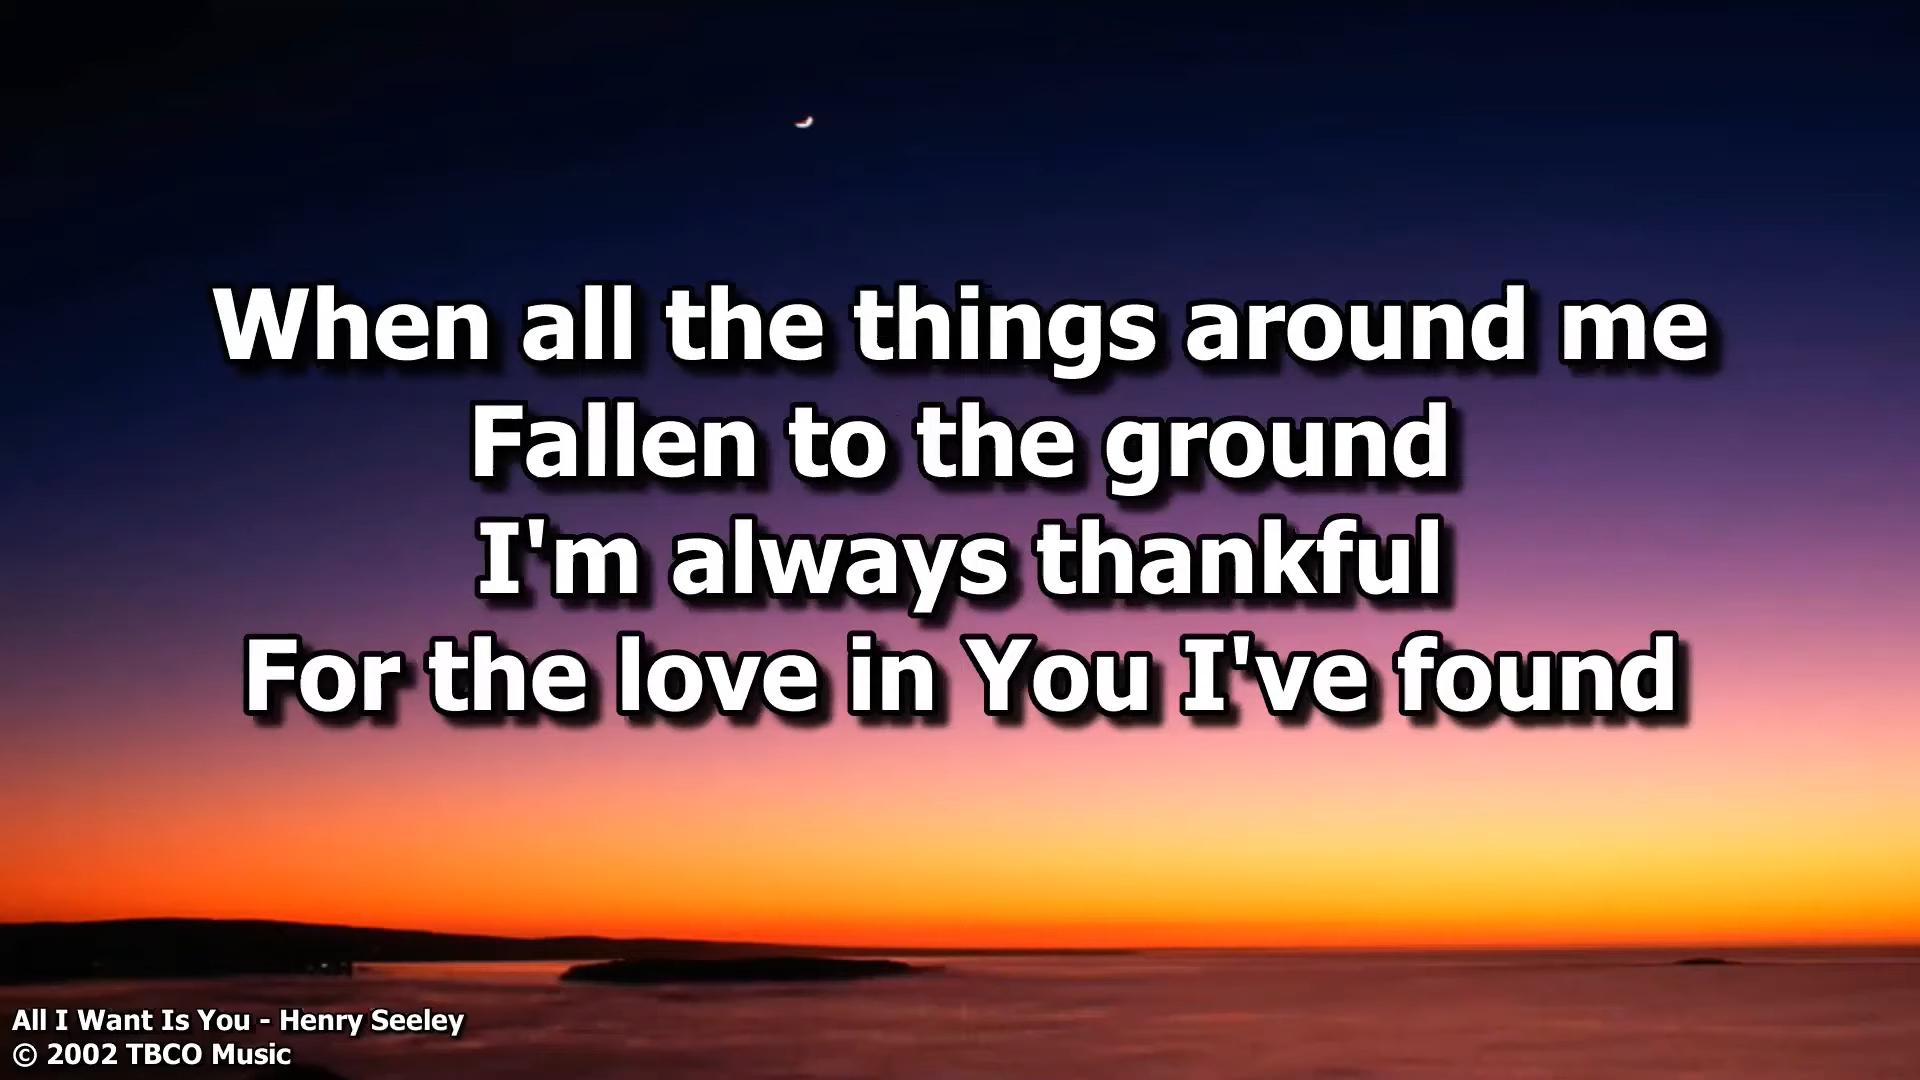 When all the things around me
Fallen to the ground
I'm always thankful
For the love in You I've found
All I Want Is You - Henry Seeley
© 2002 TBCO Music